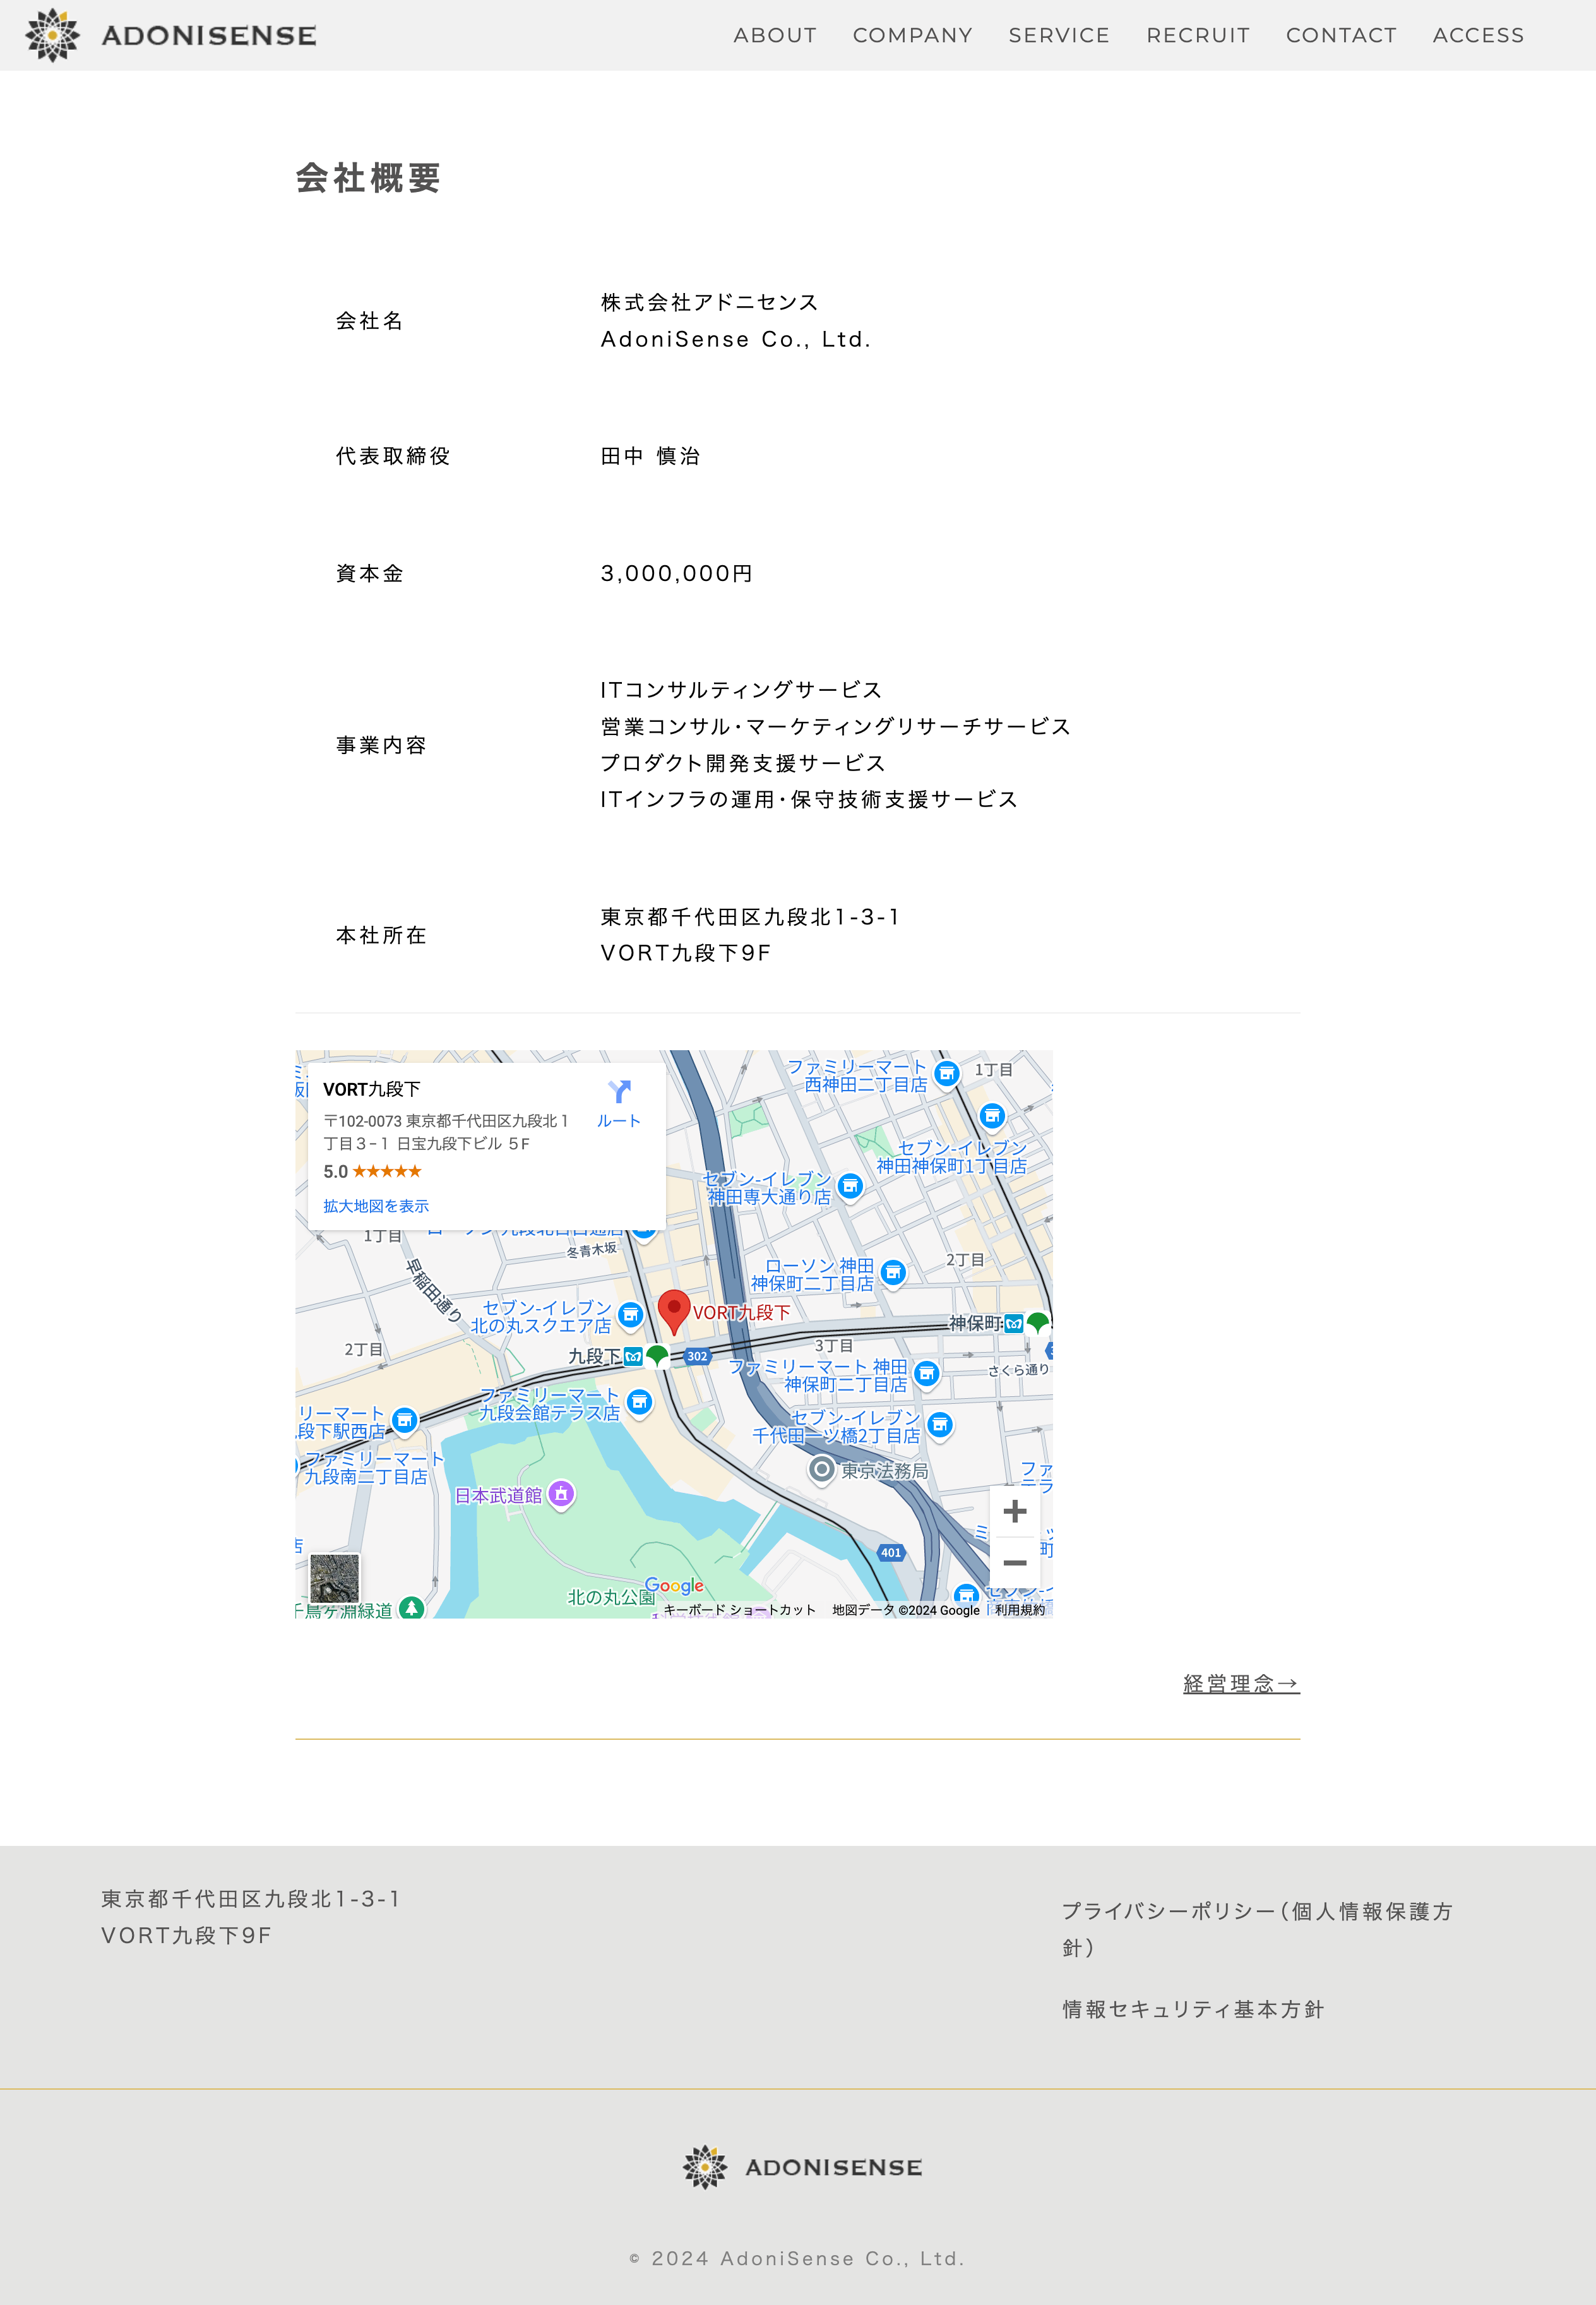 ADONISENSE
ABOUT COMPANY SERVICE RECRUIT CONTACT ACCESS
会社概要
会社名
株式会社アドニセンス
AdoniSense Co., Ltd.
代表取締役
田中 慎治
資本金
3,000,000円
事業内容
ITコンサルティングサービス
営業コンサル・マーケティングリサーチサービス
プロダクト開発支援サービス
ITインフラの運用・保守技術支援サービス
本社所在
東京都千代田区九段北1-3-1
VORT九段下9F
VORT九段下
〒102-0073 東京都千代田区九段北1
丁目3−1 日宝九段下ビル 5F
5.0
ルート
拡大地図を表示
ファミリーマート
西神田二丁目店
1丁目
セブン-イレブン
神田神保町1丁目店
セブン-イレブン
神田専大通り店
1丁目
冬青木坂
早稲田通り
ローソン 神田
神保町二丁目店
2丁目
セブン-イレブン
北の丸スクエア店
VORT九段下
神保町
2丁目
九段下
302
3丁目
さくら通り
ファミリーマート 神田
神保町二丁目店
ファミリーマート
九段会館テラス店
セブン-イレブン
千代田一ツ橋2丁目店
リーマート
段下駅西店
ファミリーマート
九段南二丁目店
東京法務局
日本武道館
401
北の丸公園
千鳥ヶ淵緑道
Google
キーボード ショートカット 地図データ ©2024 Google 利用規約
経営理念→
東京都千代田区九段北1-3-1
VORT九段下9F
プライバシーポリシー（個人情報保護方
針）
情報セキュリティ基本方針
ADONISENSE
© 2024 AdoniSense Co., Ltd.